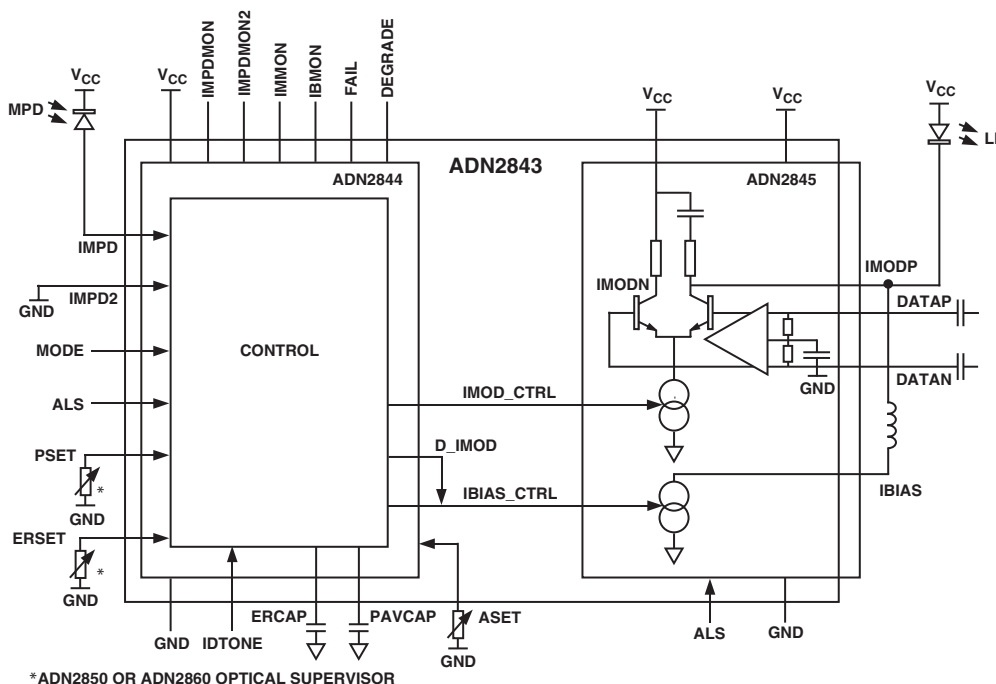 IMPDMON
IMPDMON2
IMMON
IBMON
FAIL
DEGRADE
VCC
VCC
VCC
VCC
VCC
MPD
LD
ADN2844
ADN2843
ADN2845
IMPD
IMODP
IMPD2
GND
IMODN
DATAP
MODE
CONTROL
GND
DATAN
ALS
IMOD_CTRL
PSET
*
GND
D_IMOD
IBIAS_CTRL
IBIAS
ERSET
*
GND
GND
IDTONE
ERCAP
PAVCAP
ASET
GND
ALS
GND
*ADN2850 OR ADN2860 OPTICAL SUPERVISOR